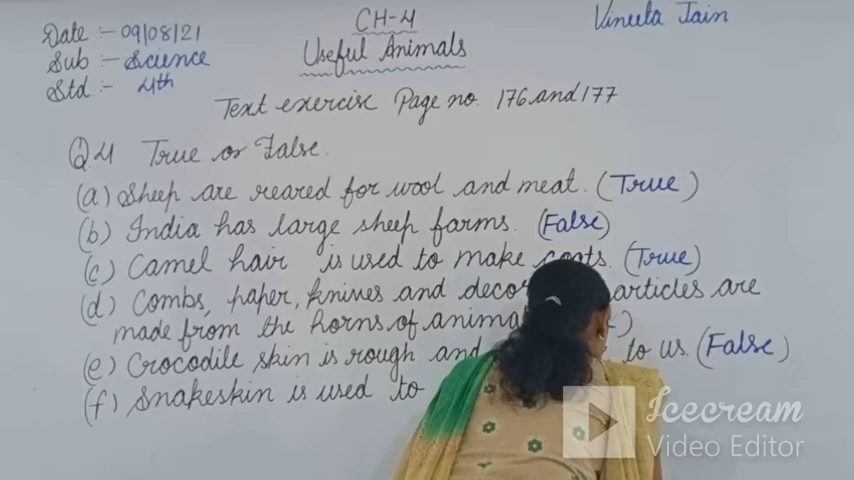 Date :- 09/08/21
Sub :- Science
Std :- 4th
CH-4
Useful Animals
Vineeta Jain
Text exercise Page no. 176 and 177
Q.4 True or False.
(a) Sheep are reared for wool and meat. (True)
(b) India has large sheep farms. (False)
(c) Camel hair is used to make coats. (True)
(d) Combs, paper, knives and articles are
made from the horns of
(e) Crocodile skin is rough and to us. (False)
(f) Snakeskin is used to
Icecream
Video Editor